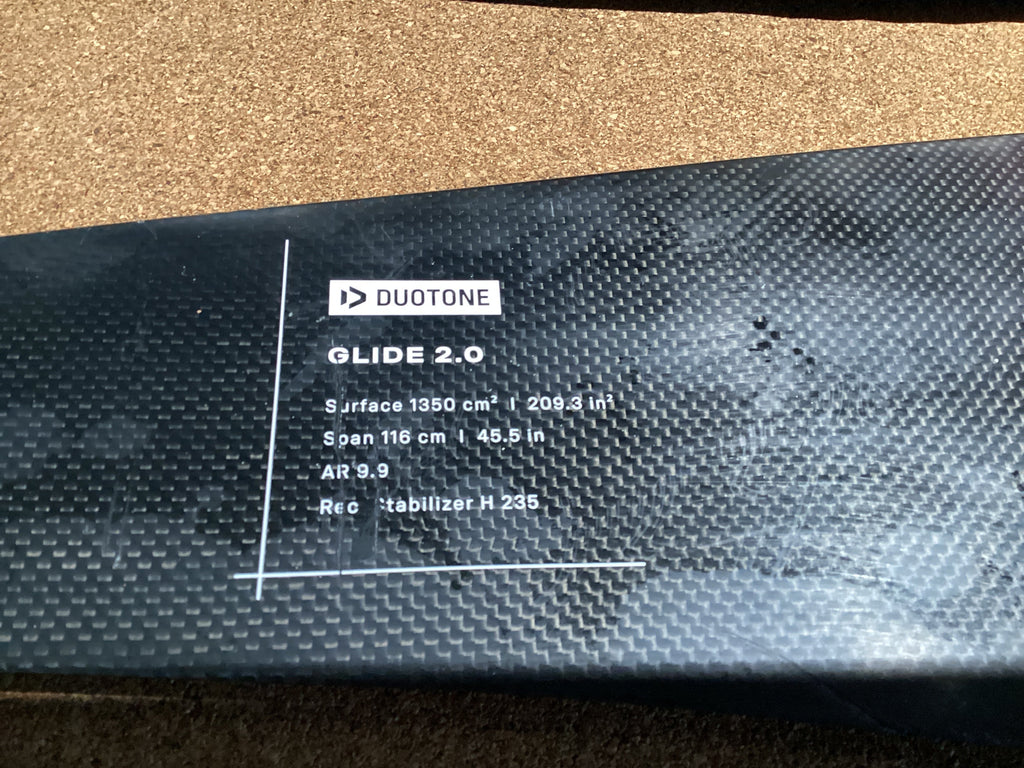 DUOTONE
GLIDE 2.0
Surface 1350 cm² | 209.3 in²
Span 116 cm | 45.5 in
AR 9.9
Rec Stabilizer H 235